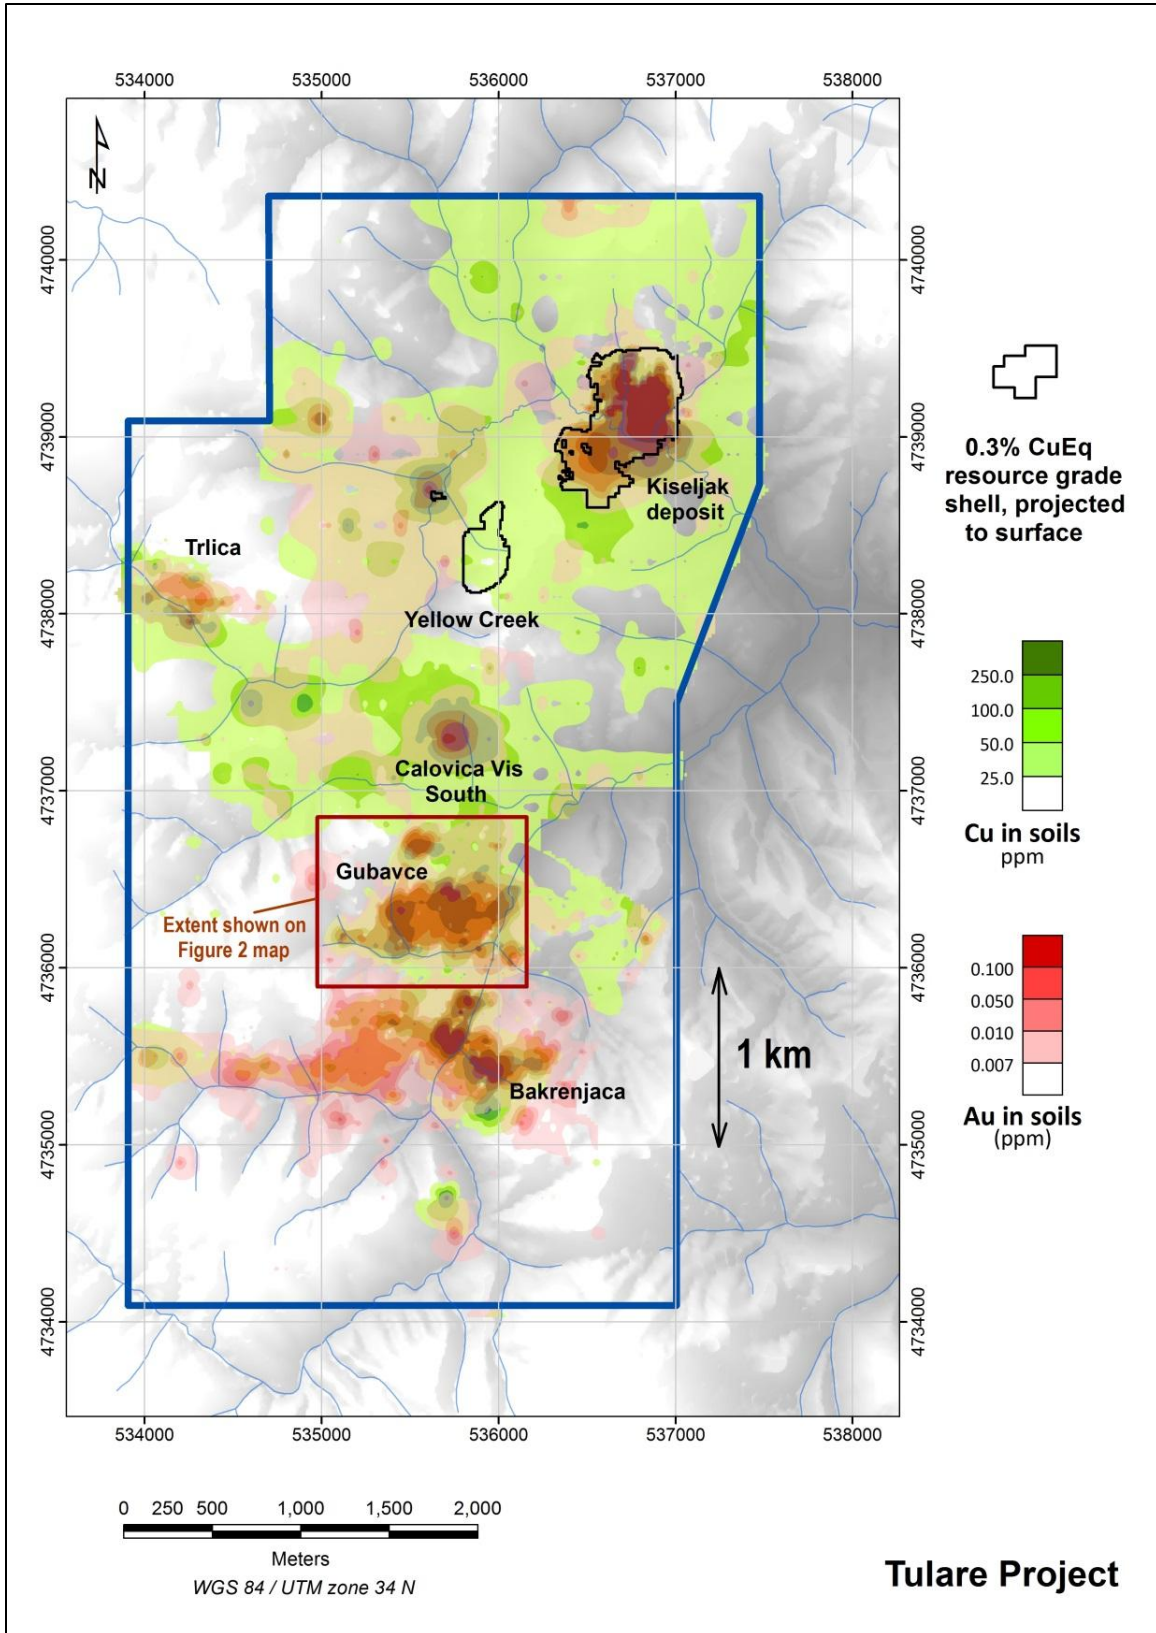 534000
535000
536000
537000
538000
N
4740000
4740000
4739000
4739000
Kiseljak
deposit
0.3% CuEq
resource grade
shell, projected
to surface
Trlica
Yellow Creek
4738000
4738000
250.0
100.0
50.0
25.0
Cu in soils
ppm
Calovica Vis
South
4737000
4737000
Gubavce
Extent shown on
Figure 2 map
4736000
4736000
0.100
0.050
0.010
0.007
Au in soils
(ppm)
1 km
Bakrenjaca
4735000
4735000
4734000
4734000
534000
535000
536000
537000
538000
0 250 500 1,000 1,500 2,000
Meters
WGS 84 / UTM zone 34 N
Tulare Project